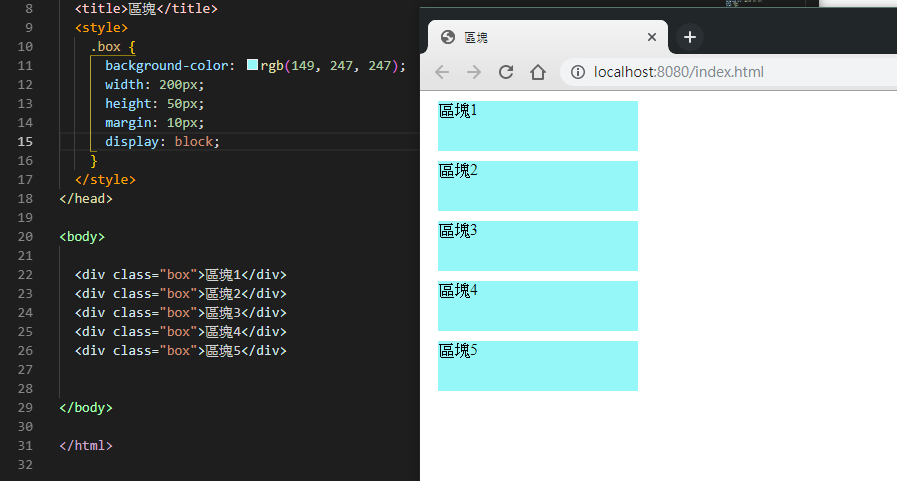 8 <title>區塊</title>
9 <style>
10 .box {
11 background-color: rgb(149, 247, 247);
12 width: 200px;
13 height: 50px;
14 margin: 10px;
15 display: block;
16 }
17 </style>
18 </head>
19
20 <body>
21
22 <div class="box">區塊1</div>
23 <div class="box">區塊2</div>
24 <div class="box">區塊3</div>
25 <div class="box">區塊4</div>
26 <div class="box">區塊5</div>
27
28
29 </body>
30
31 </html>
32
區塊
localhost:8080/index.html
區塊1
區塊2
區塊3
區塊4
區塊5